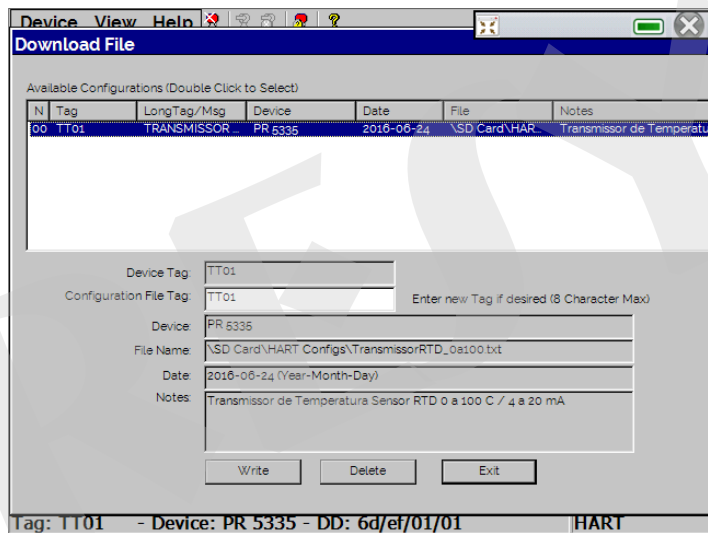 Device View Help
Download File
Available Configurations (Double Click to Select)
N Tag LongTag/Msg Device Date File Notes
00 TT01 TRANSMISSOR ... PR 5335 2016-06-24 \SD Card\HAR... Transmissor de Temperatu
Device Tag: TT01
Configuration File Tag: TT01 Enter new Tag if desired (8 Character Max)
Device: PR 5335
File Name: \SD Card\HART Configs\TransmissorRTD_0a100.txt
Date: 2016-06-24 (Year-Month-Day)
Notes: Transmissor de Temperatura Sensor RTD 0 a 100 C / 4 a 20 mA
Write Delete Exit
Tag: TT01 - Device: PR 5335 - DD: 6d/ef/01/01 HART